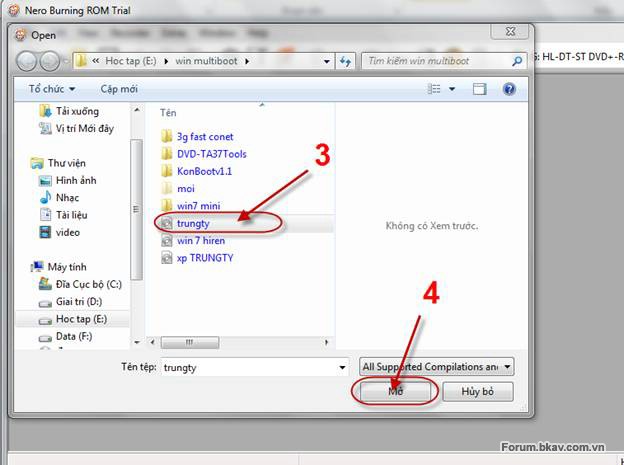 Nero Burning ROM Trial
Open
« Hoc tap (E:) ▸ win multiboot ▸
Tìm kiếm win multiboot
G: HL-DT-ST DVD+-R
Tổ chức Cập mới
Tải xuống
Vị trí Mới đây
Thư viện
Hình ảnh
Nhạc
Tài liệu
video
Máy tính
Đĩa Cục bộ (C:)
Giai tri (D:)
Hoc tap (E:)
Data (F:)
Tên
3g fast conet
DVD-TA37Tools
KonBootv1.1
moi
win7 mini
trungty
win 7 hiren
xp TRUNGTY
3
Không có Xem trước.
4
Tên tệp: trungty
All Supported Compilations and
Mở Hủy bỏ
Forum.bkav.com.vn